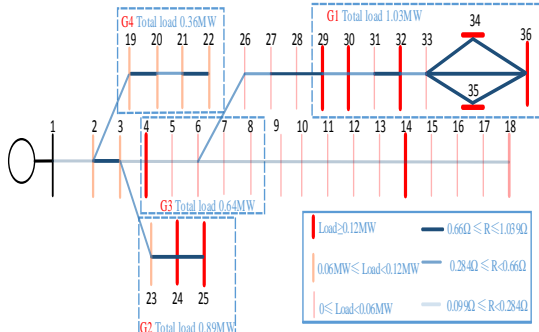 G4 Total load 0.36MW
19 20 21 22
G1 Total load 1.03MW
26 27 28 29 30 31 32 33
34
35
36
1 2 3 4 5 6 7 8 9 10 11 12 13 14 15 16 17 18
G3 Total load 0.64MW
23 24 25
G2 Total load 0.89MW
Load≥0.12MW
0.06MW≤ Load<0.12MW
0≤ Load<0.06MW
0.66Ω ≤ R≤1.039Ω
0.284Ω ≤ R<0.66Ω
0.099Ω ≤ R<0.284Ω